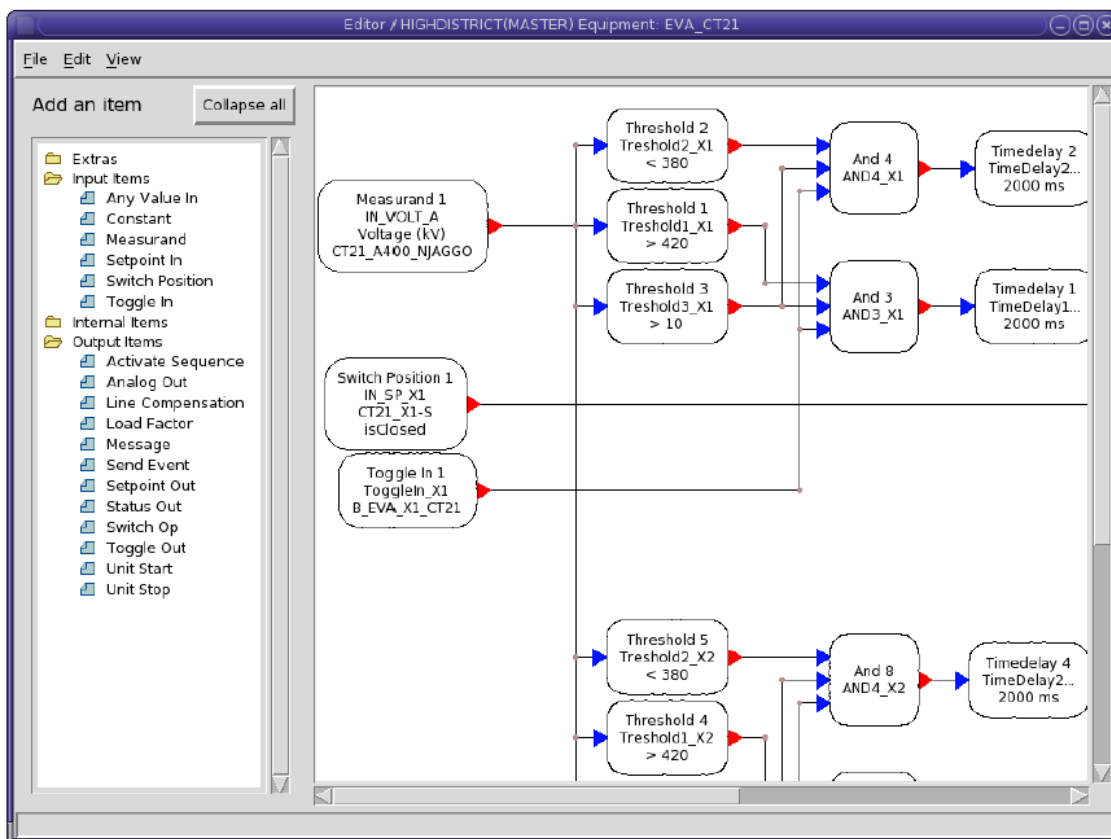 Editor / HIGHDISTRICT(MASTER) Equipment: EVA_CT21
File Edit View
Add an item
Collapse all
Extras
Input Items
Any Value In
Constant
Measurand
Setpoint In
Switch Position
Toggle In
Internal Items
Output Items
Activate Sequence
Analog Out
Line Compensation
Load Factor
Message
Send Event
Setpoint Out
Status Out
Switch Op
Toggle Out
Unit Start
Unit Stop
Measurand 1
IN_VOLT_A
Voltage (kV)
CT21_A400_NJAGGO
Switch Position 1
IN_SP_X1
CT21_X1-S
isClosed
Toggle In 1
ToggleIn_X1
B_EVA_X1_CT21
Threshold 2
Treshold2_X1
< 380
Threshold 1
Treshold1_X1
> 420
Threshold 3
Treshold3_X1
> 10
And 4
AND4_X1
And 3
AND3_X1
Timedelay 2
TimeDelay2...
2000 ms
Timedelay 1
TimeDelay1...
2000 ms
Threshold 5
Treshold2_X2
< 380
Threshold 4
Treshold1_X2
> 420
And 8
AND4_X2
Timedelay 4
TimeDelay2...
2000 ms